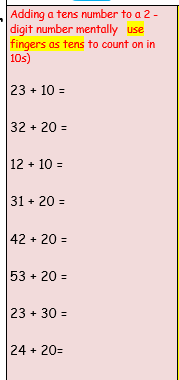 Adding a tens number to a 2 -
digit number mentally use
fingers as tens to count on in
10s)
23 + 10 =
32 + 20 =
12 + 10 =
31 + 20 =
42 + 20 =
53 + 20 =
23 + 30 =
24 + 20=